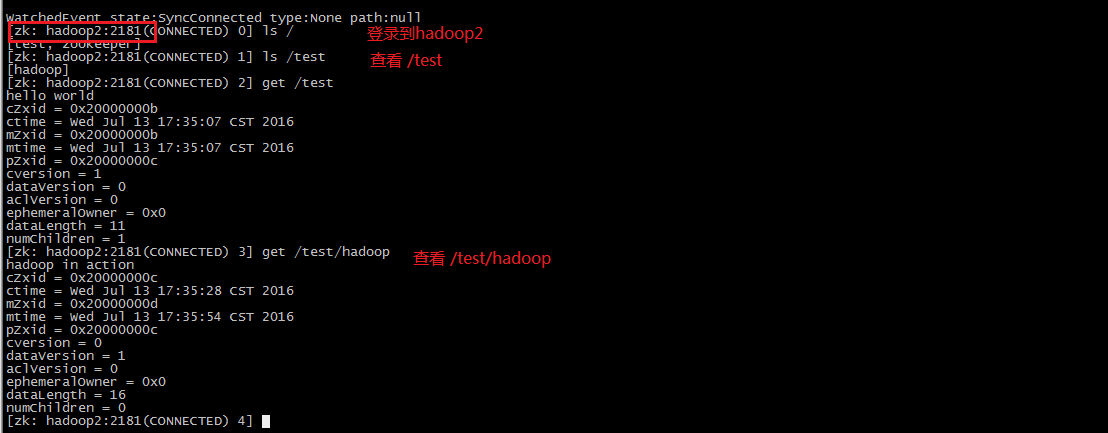 WatchedEvent state:SyncConnected type:None path:null
[zk: hadoop2:2181(CONNECTED) 0] ls / 登录到hadoop2
[test, zookeeper]
[zk: hadoop2:2181(CONNECTED) 1] ls /test 查看 /test
[hadoop]
[zk: hadoop2:2181(CONNECTED) 2] get /test
hello world
cZxid = 0x20000000b
ctime = Wed Jul 13 17:35:07 CST 2016
mZxid = 0x20000000b
mtime = Wed Jul 13 17:35:07 CST 2016
pZxid = 0x20000000c
cversion = 1
dataVersion = 0
aclVersion = 0
ephemeralOwner = 0x0
dataLength = 11
numChildren = 1
[zk: hadoop2:2181(CONNECTED) 3] get /test/hadoop 查看 /test/hadoop
hadoop in action
cZxid = 0x20000000c
ctime = Wed Jul 13 17:35:28 CST 2016
mZxid = 0x20000000d
mtime = Wed Jul 13 17:35:54 CST 2016
pZxid = 0x20000000c
cversion = 0
dataVersion = 1
aclVersion = 0
ephemeralOwner = 0x0
dataLength = 16
numChildren = 0
[zk: hadoop2:2181(CONNECTED) 4]